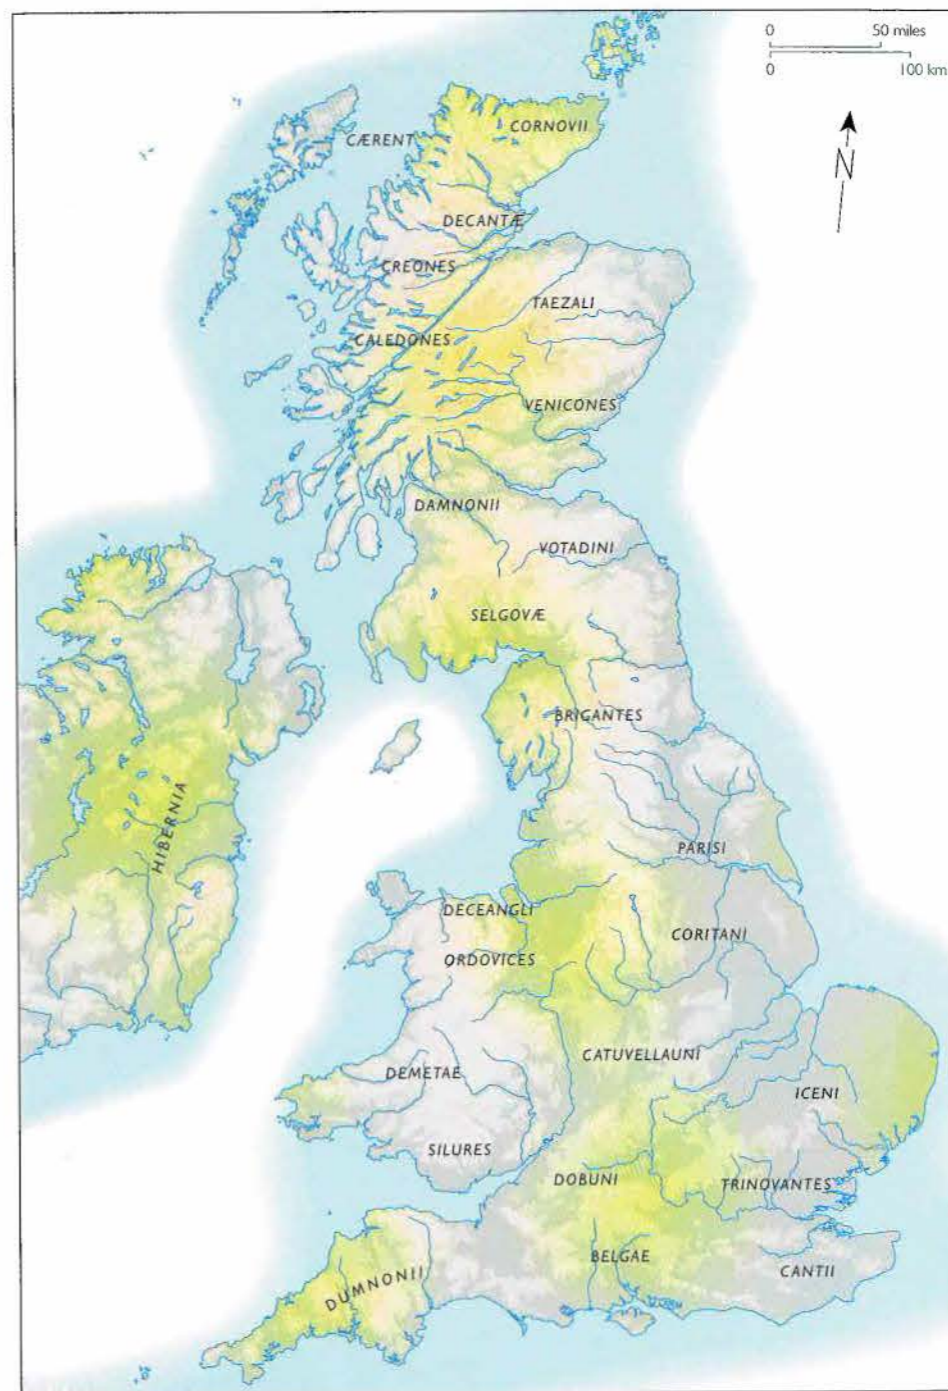 0 50 miles
0 100 km
N
CORNOVII
CÆRENT
DECANTÆ
CREONES
TAEZALI
CALEDONES
VENICONES
DAMNONII
VOTADINI
SELGOVÆ
BRIGANTES
HIBERNIA
PARISI
DECEANGLI
CORITANI
ORDOVICES
CATUVELLAUNI
DEMETAE
ICENI
SILURES
DOBUNI
TRINOVANTES
BELGAE
CANTII
DUMNONII